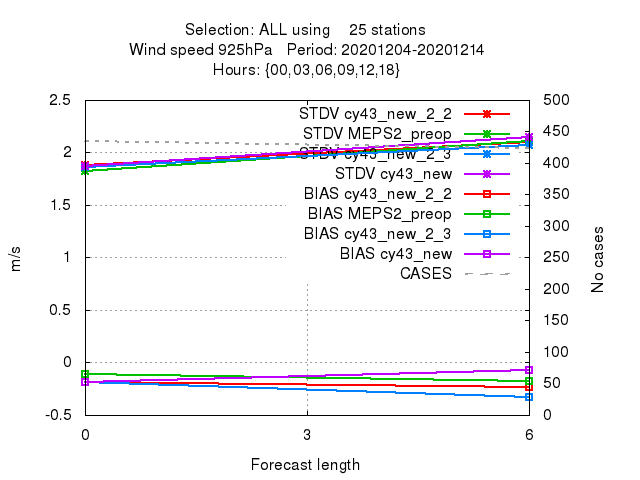 Selection: ALL using 25 stations
Wind speed 925hPa Period: 20201204-20201214
Hours: {00,03,06,09,12,18}
2.5
2
1.5
1
0.5
0
-0.5
500
450
400
350
300
250
200
150
100
50
0
STDV cy43_new_2_2
STDV MEPS2_preop
STDV cy43_new_2_3
STDV cy43_new
BIAS cy43_new_2_2
BIAS MEPS2_preop
BIAS cy43_new_2_3
BIAS cy43_new
CASES
m/s
No cases
0
3
6
Forecast length